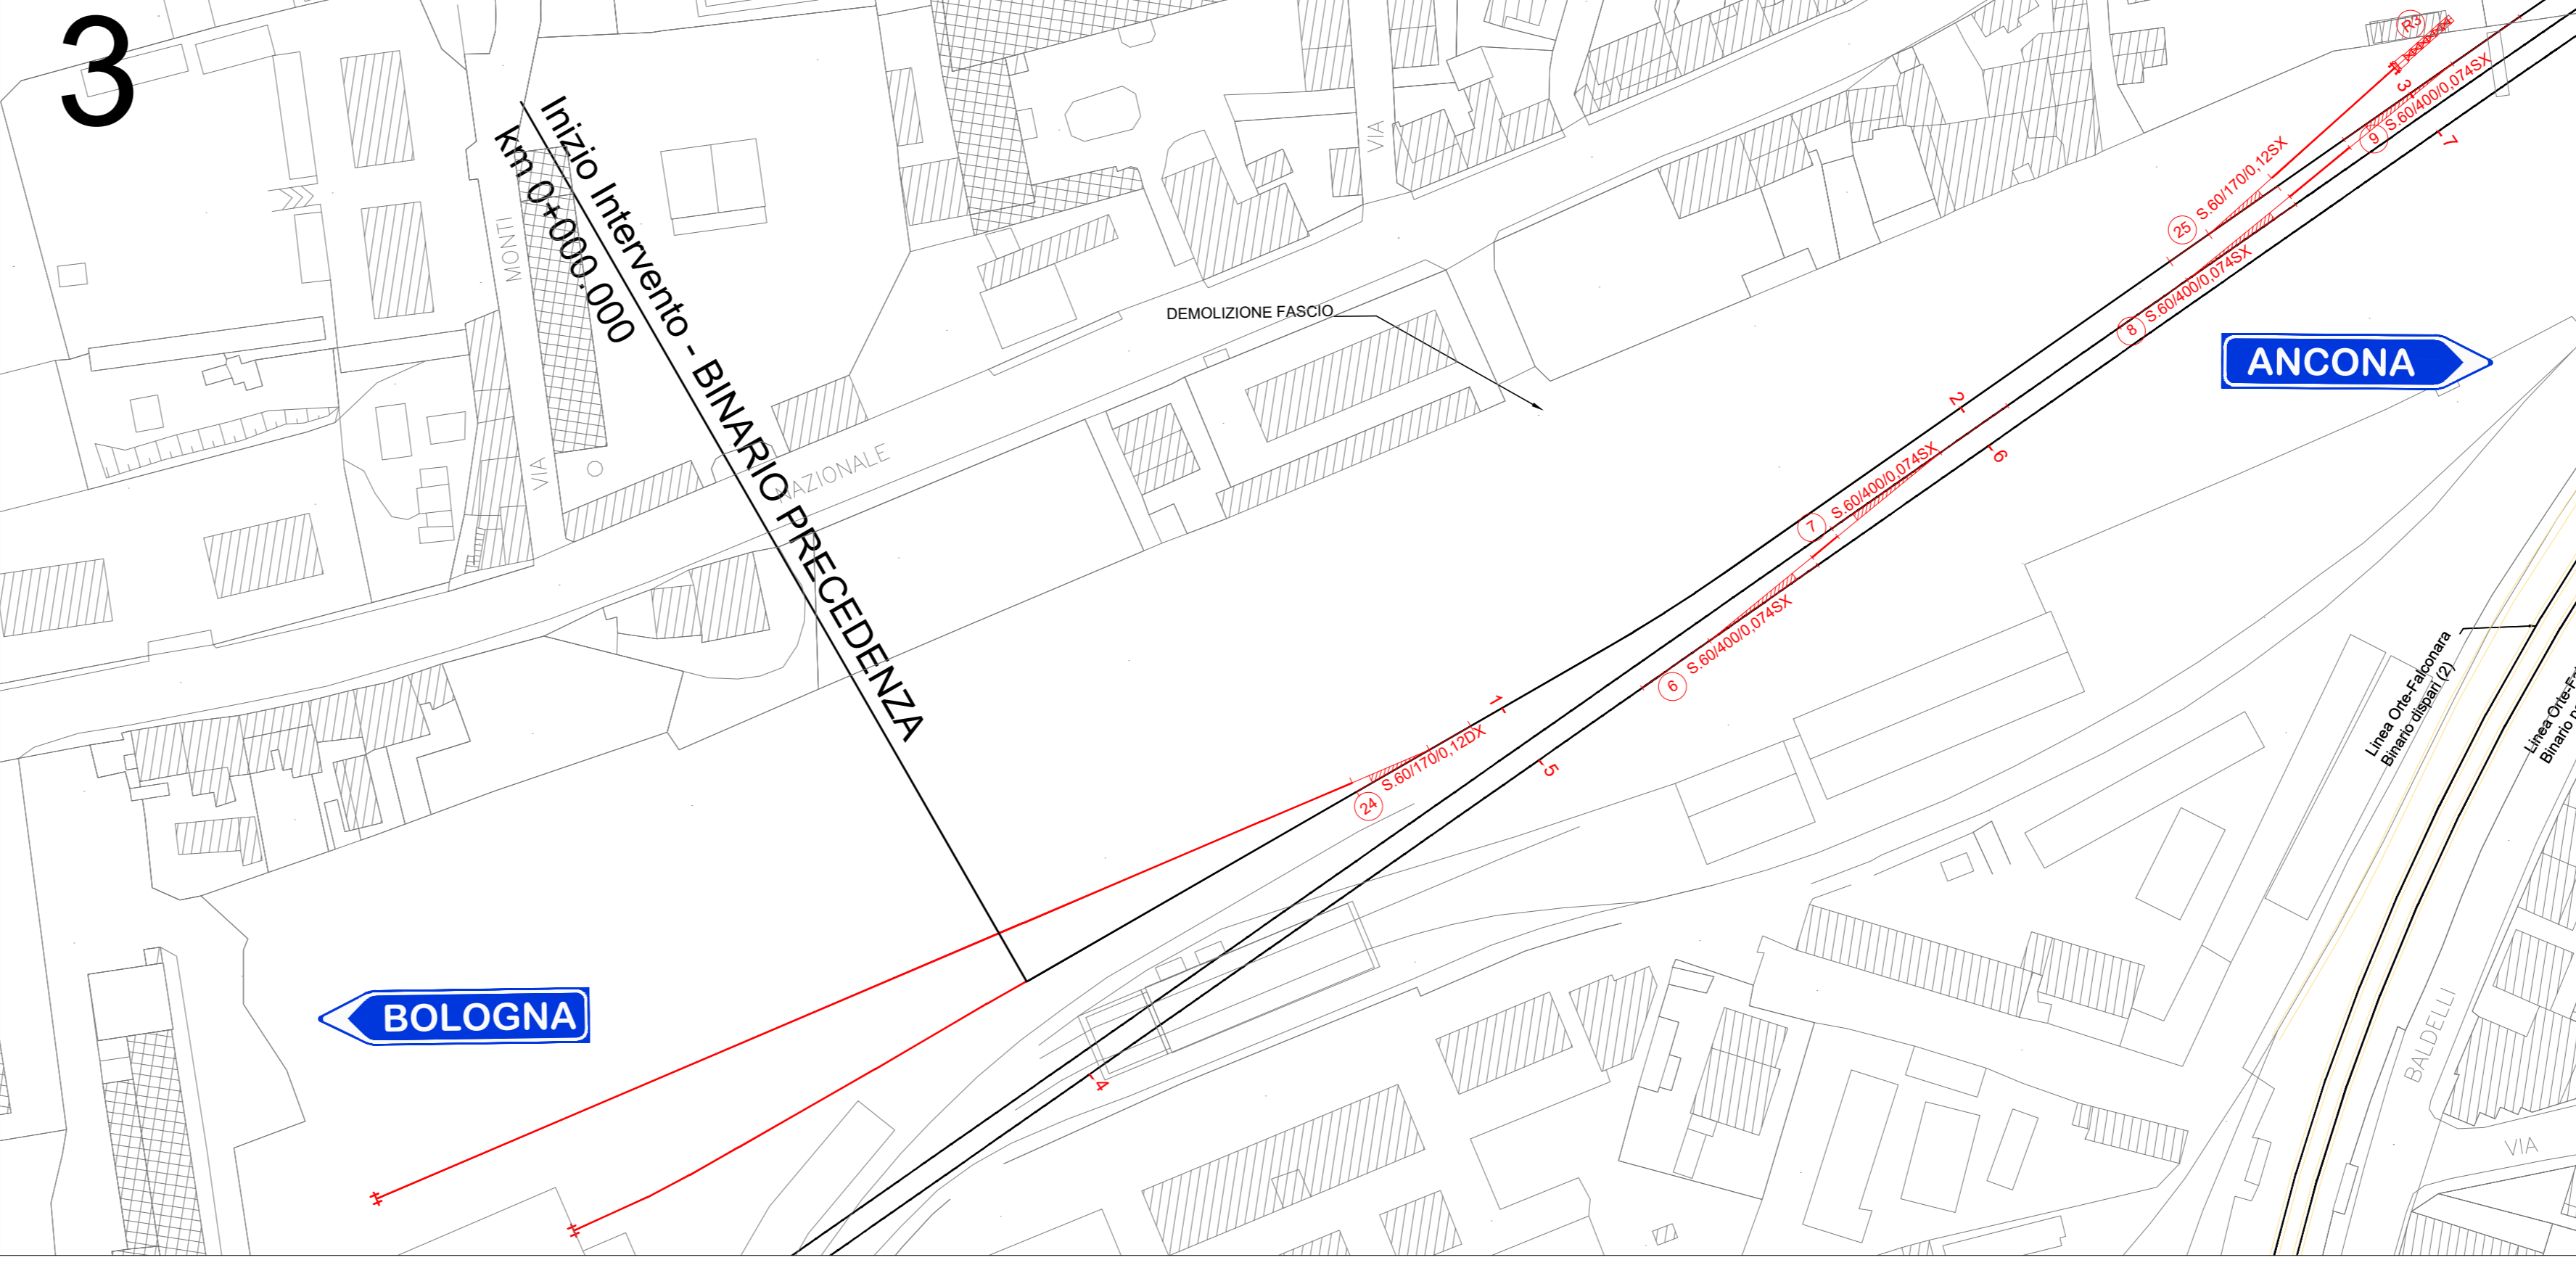 3
Inizio Intervento - BINARIO PRECEDENZA
km 0+000.000
MONTI
VIA
NAZIONALE
VIA
DEMOLIZIONE FASCIO
R3
3
9 S.60/400/0,074SX
7
25 S.60/170/0,12SX
8 S.60/400/0,074SX
ANCONA
2
6
7 S.60/400/0,074SX
6 S.60/400/0,074SX
1
5
24 S.60/170/0,12DX
4
BOLOGNA
Linea Orte-Falconara
Binario dispari (2)
Linea Orte-F
Binario
BALDELLI
VIA